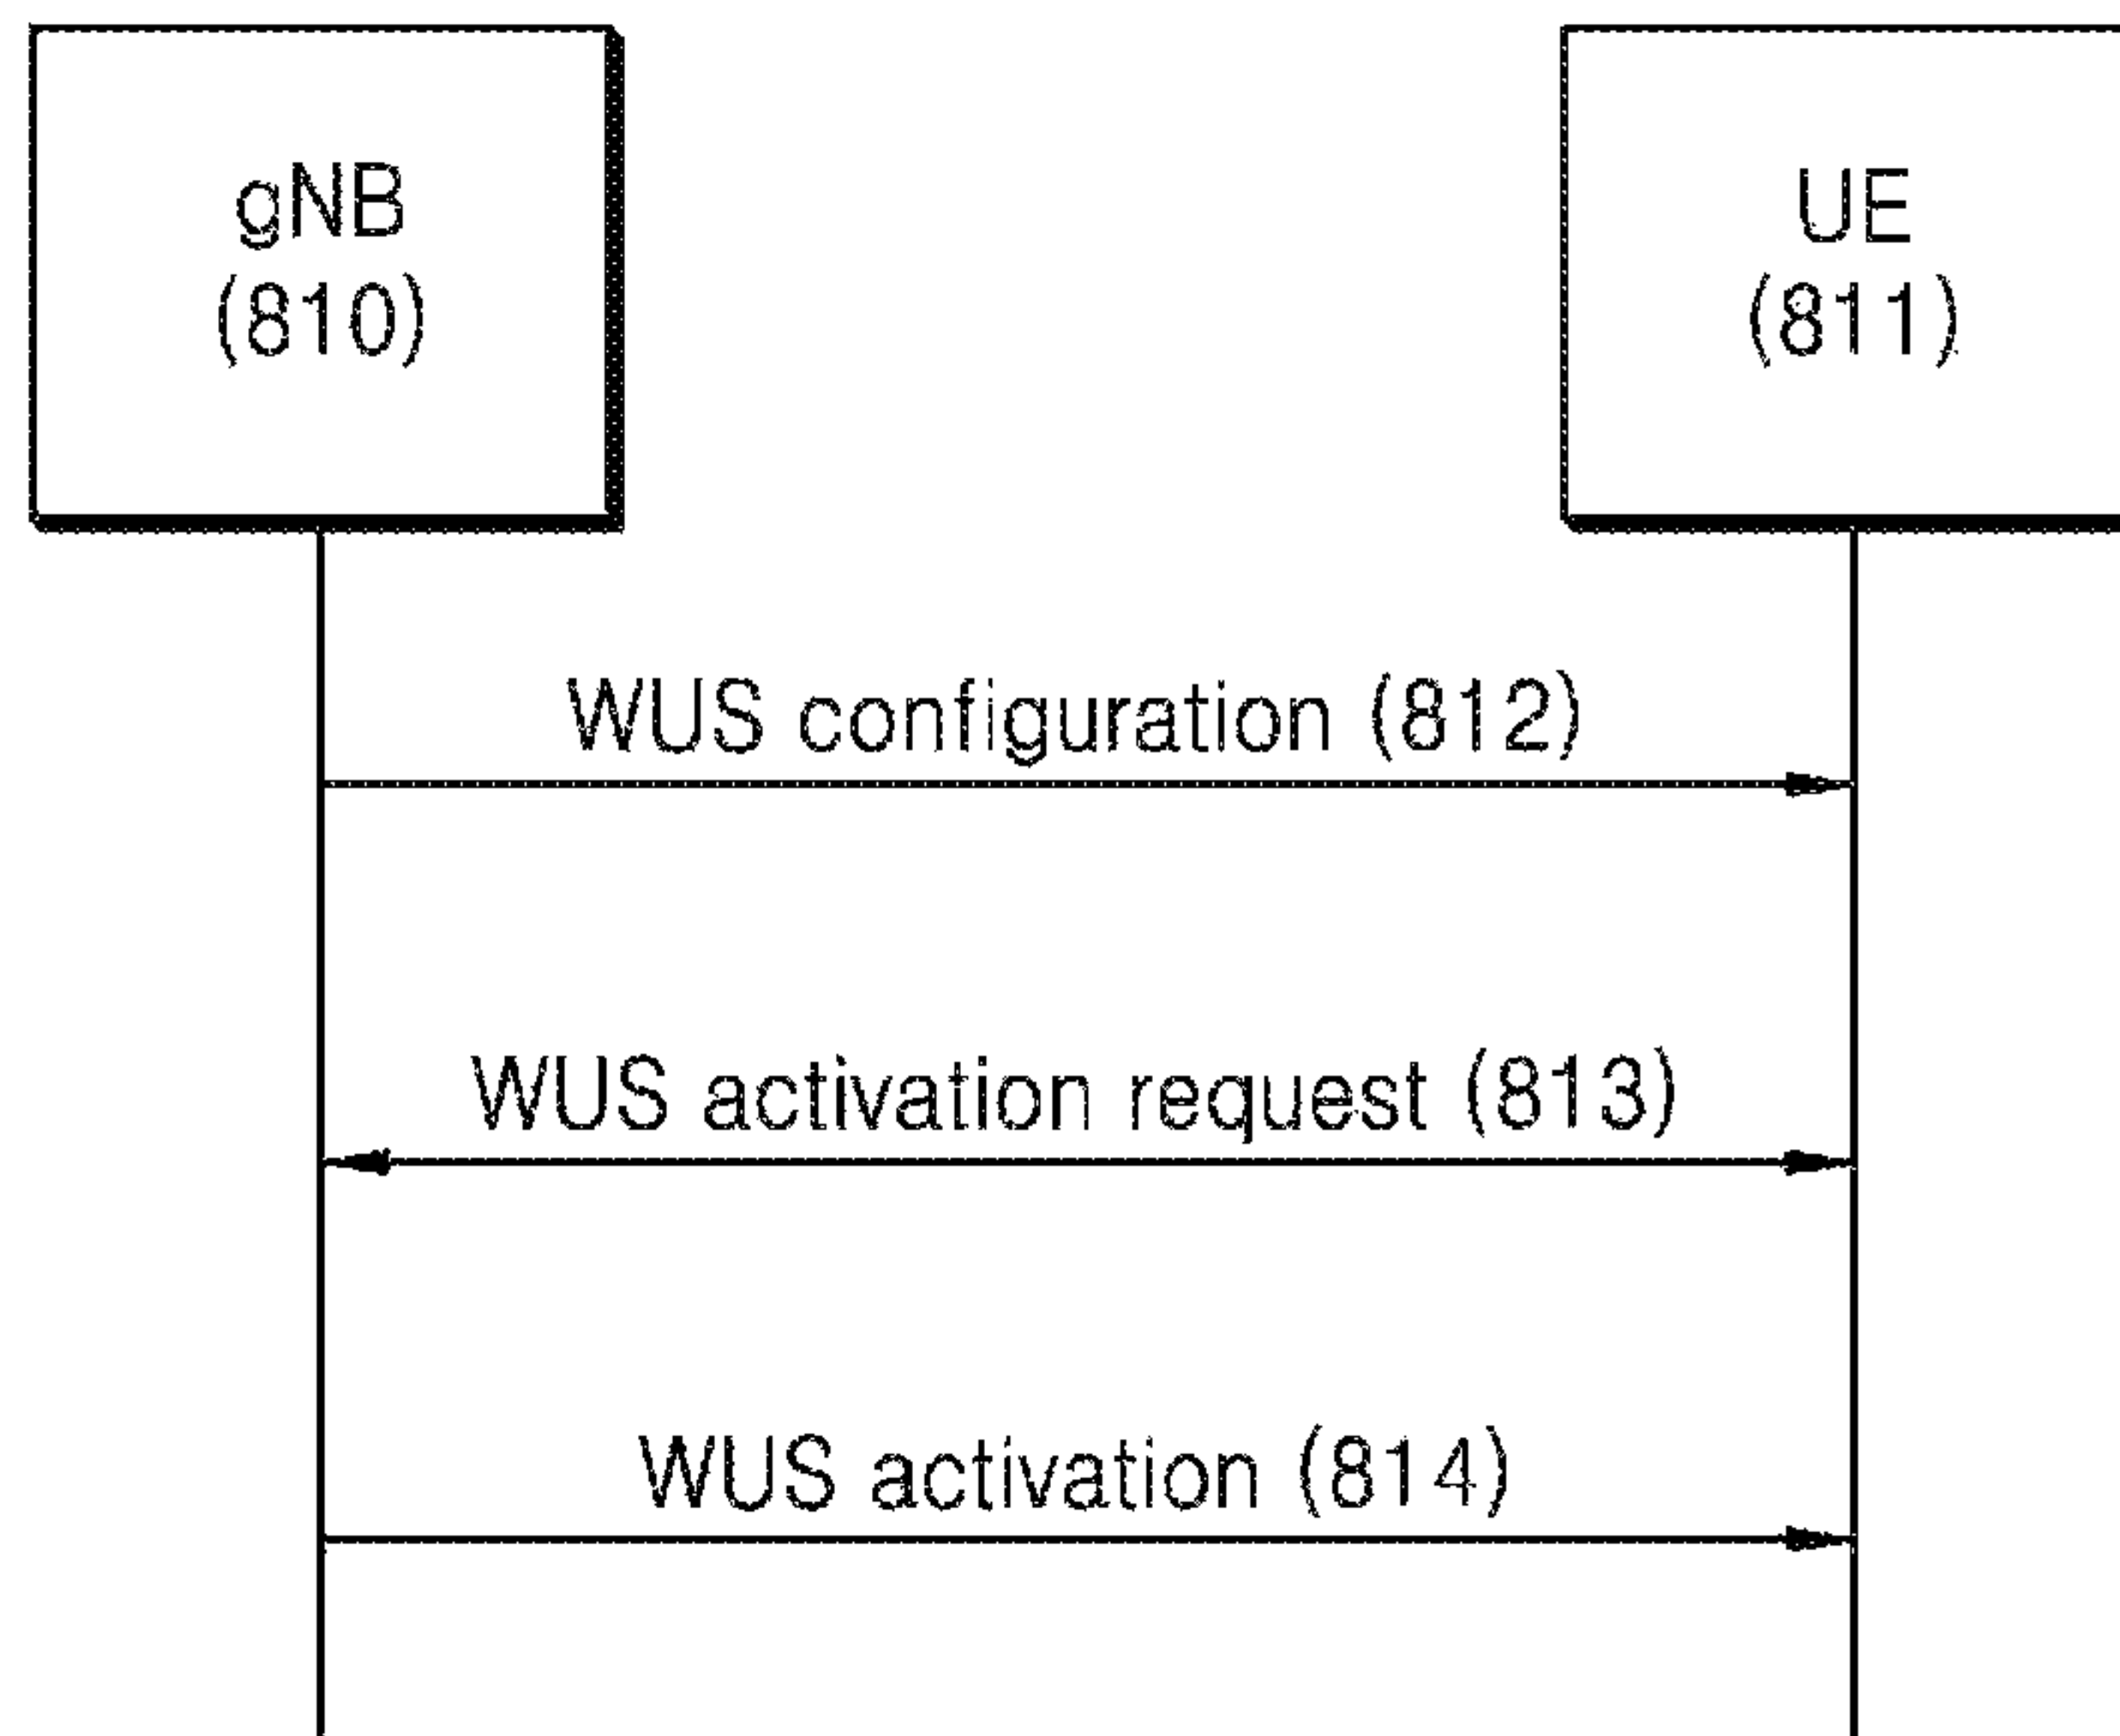 gNB
(810)
UE
(811)
WUS configuration (812)
WUS activation request (813)
WUS activation (814)